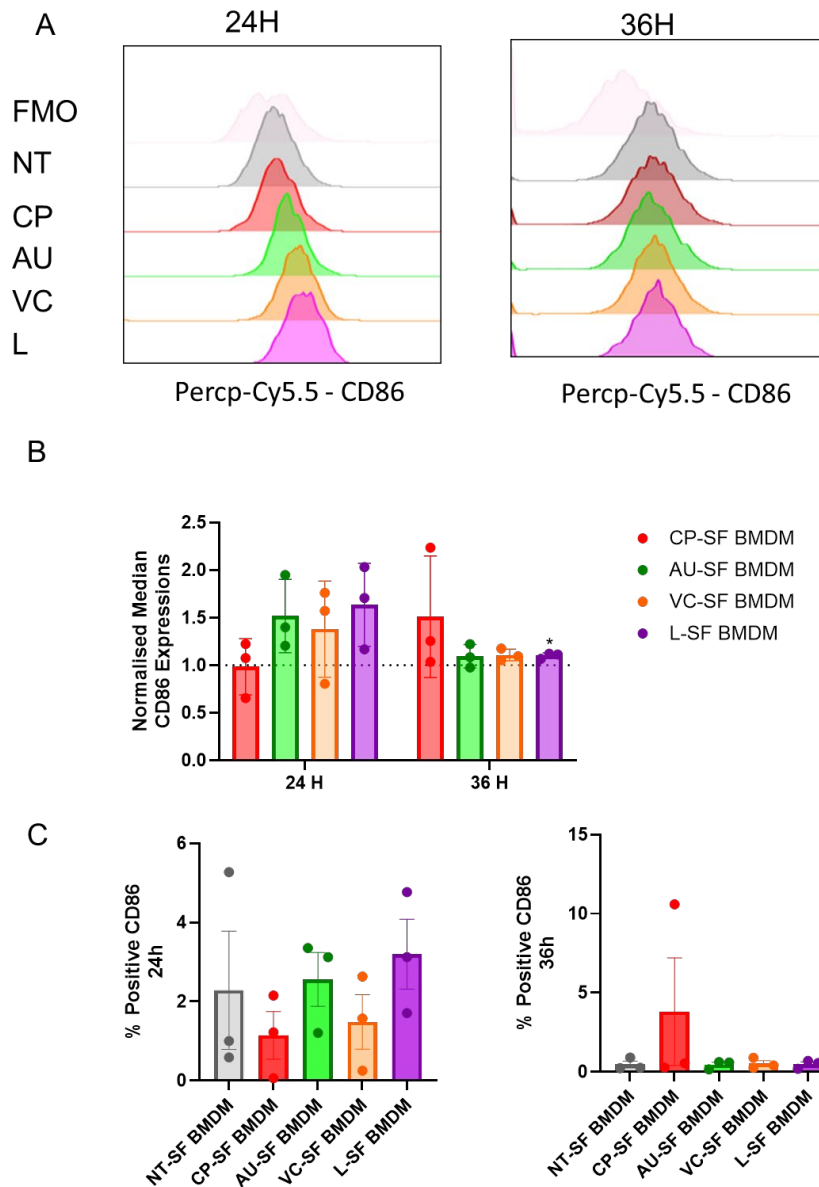 A
24H
36H
FMO
NT
CP
AU
VC
L
Percp-Cy5.5 - CD86
Percp-Cy5.5 - CD86
B
Normalised Median
CD86 Expressions
2.5
2.0
1.5
1.0
0.5
0.0
*
24 H
36 H
CP-SF BMDM
AU-SF BMDM
VC-SF BMDM
L-SF BMDM
C
% Positive CD86
24h
6
4
2
0
NT-SF BMDM
CP-SF BMDM
AU-SF BMDM
VC-SF BMDM
L-SF BMDM
% Positive CD86
36h
15
10
5
0
NT-SF BMDM
CP-SF BMDM
AU-SF BMDM
VC-SF BMDM
L-SF BMDM